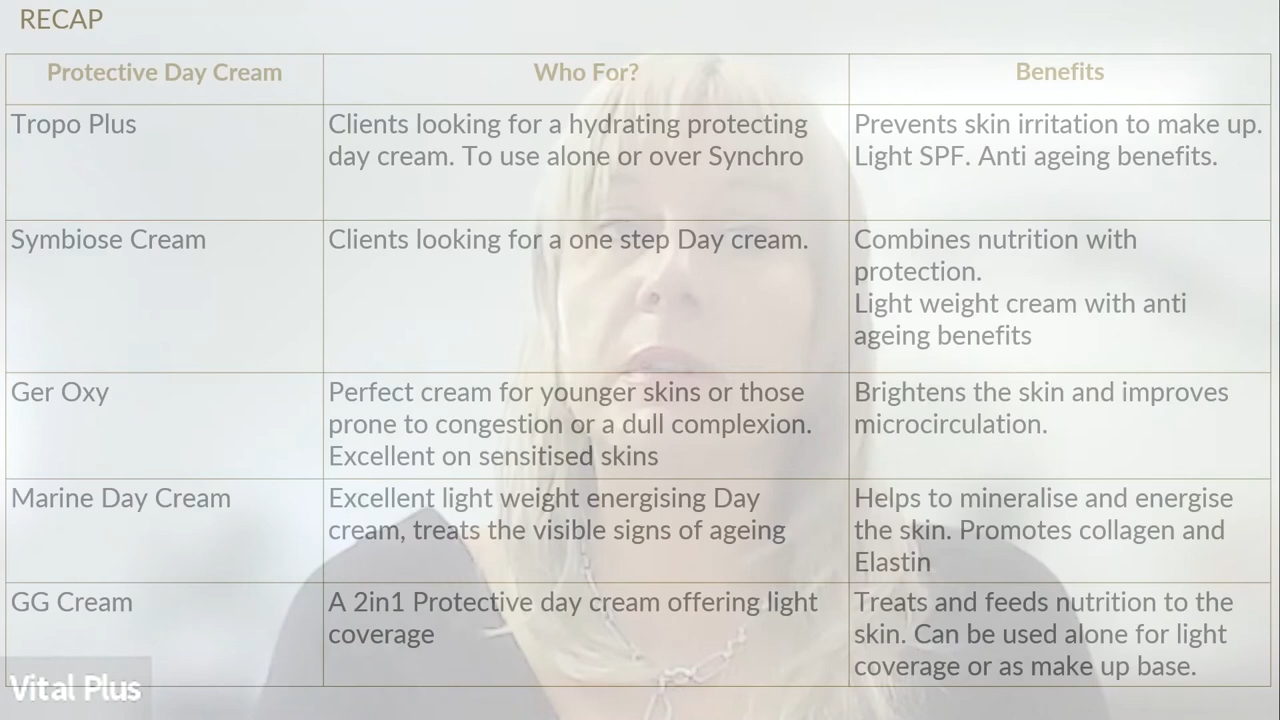 RECAP
Protective Day Cream
Who For?
Benefits
Tropo Plus
Clients looking for a hydrating protecting
day cream. To use alone or over Synchro
Prevents skin irritation to make up.
Light SPF. Anti ageing benefits.
Symbiose Cream
Clients looking for a one step Day cream.
Combines nutrition with
protection.
Light weight cream with anti
ageing benefits
Ger Oxy
Perfect cream for younger skins or those
prone to congestion or a dull complexion.
Excellent on sensitised skins
Brightens the skin and improves
microcirculation.
Marine Day Cream
Excellent light weight energising Day
cream, treats the visible signs of ageing
Helps to mineralise and energise
the skin. Promotes collagen and
Elastin
GG Cream
A 2in1 Protective day cream offering light
coverage
Treats and feeds nutrition to the
skin. Can be used alone for light
coverage or as make up base.
Vital Plus